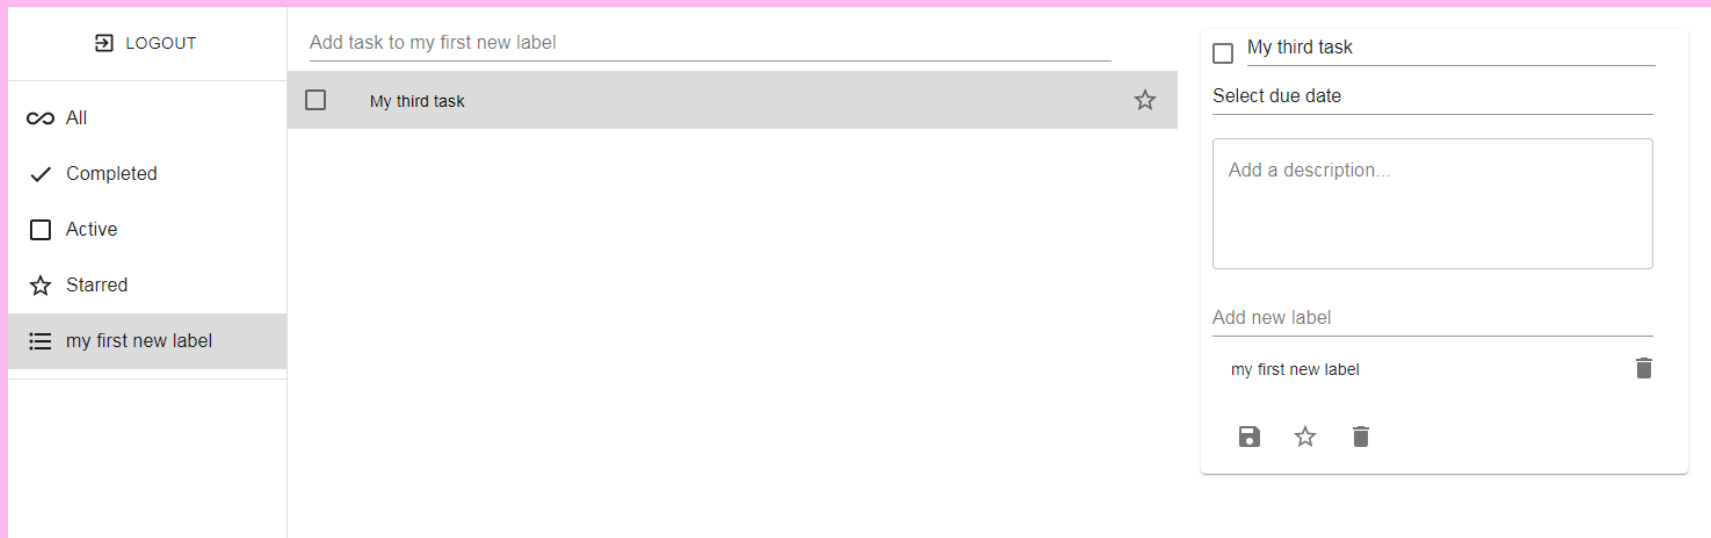 LOGOUT
All
Completed
Active
Starred
my first new label
Add task to my first new label
My third task
My third task
Select due date
Add a description...
Add new label
my first new label